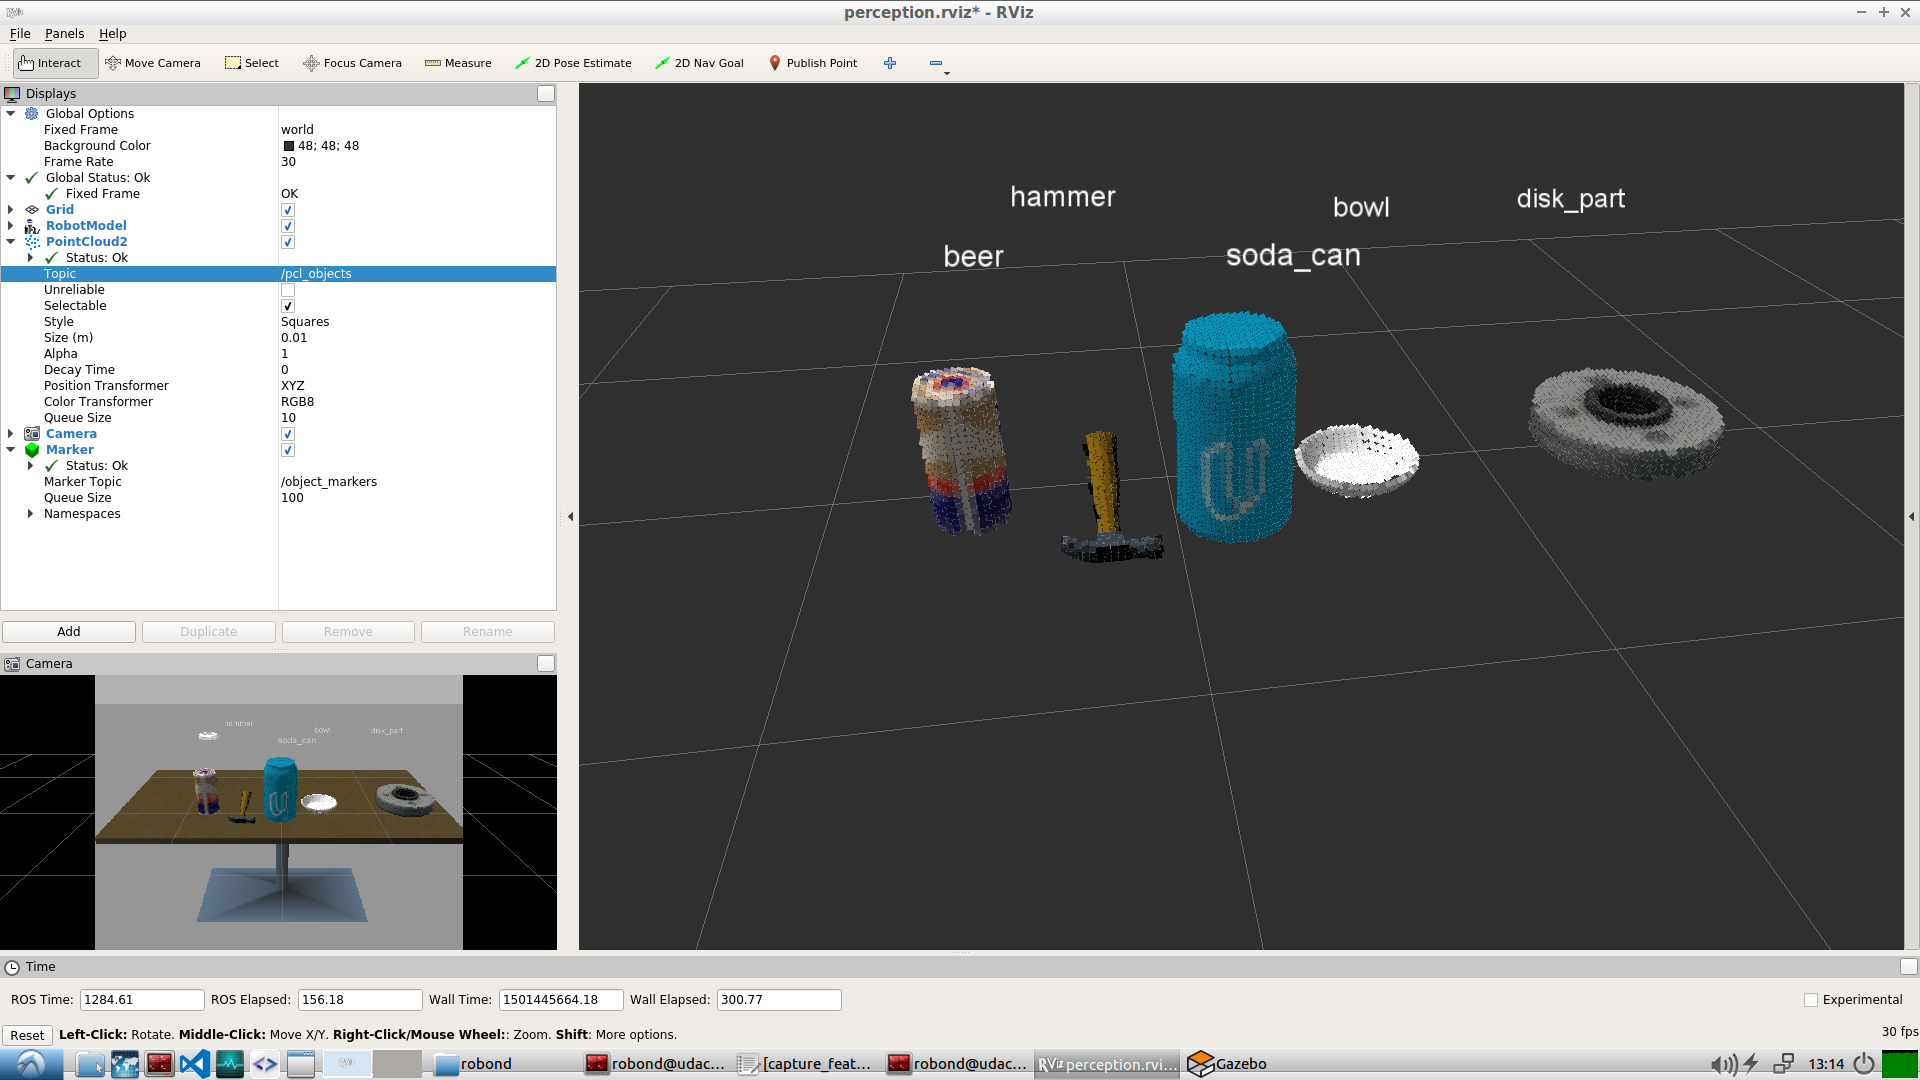 perception.rviz* - RViz
File Panels Help
Interact Move Camera Select Focus Camera Measure 2D Pose Estimate 2D Nav Goal Publish Point
Displays
Global Options
Fixed Frame world
Background Color 48; 48; 48
Frame Rate 30
Global Status: Ok
Fixed Frame OK
Grid
RobotModel
PointCloud2
Status: Ok
Topic /pcl_objects
Unreliable
Selectable
Style Squares
Size (m) 0.01
Alpha 1
Decay Time 0
Position Transformer XYZ
Color Transformer RGB8
Queue Size 10
Camera
Marker
Status: Ok
Marker Topic /object_markers
Queue Size 100
Namespaces
Add Duplicate Remove Rename
Camera
hammer
bowl
disk_part
soda_can
hammer
bowl
disk_part
beer
soda_can
Time
ROS Time: 1284.61 ROS Elapsed: 156.18 Wall Time: 1501445664.18 Wall Elapsed: 300.77 Experimental
Reset Left-Click: Rotate. Middle-Click: Move X/Y. Right-Click/Mouse Wheel:: Zoom. Shift: More options. 30 fps
robond robond@udac... [capture_feat... robond@udac... RViz perception.rvi... Gazebo 13:14